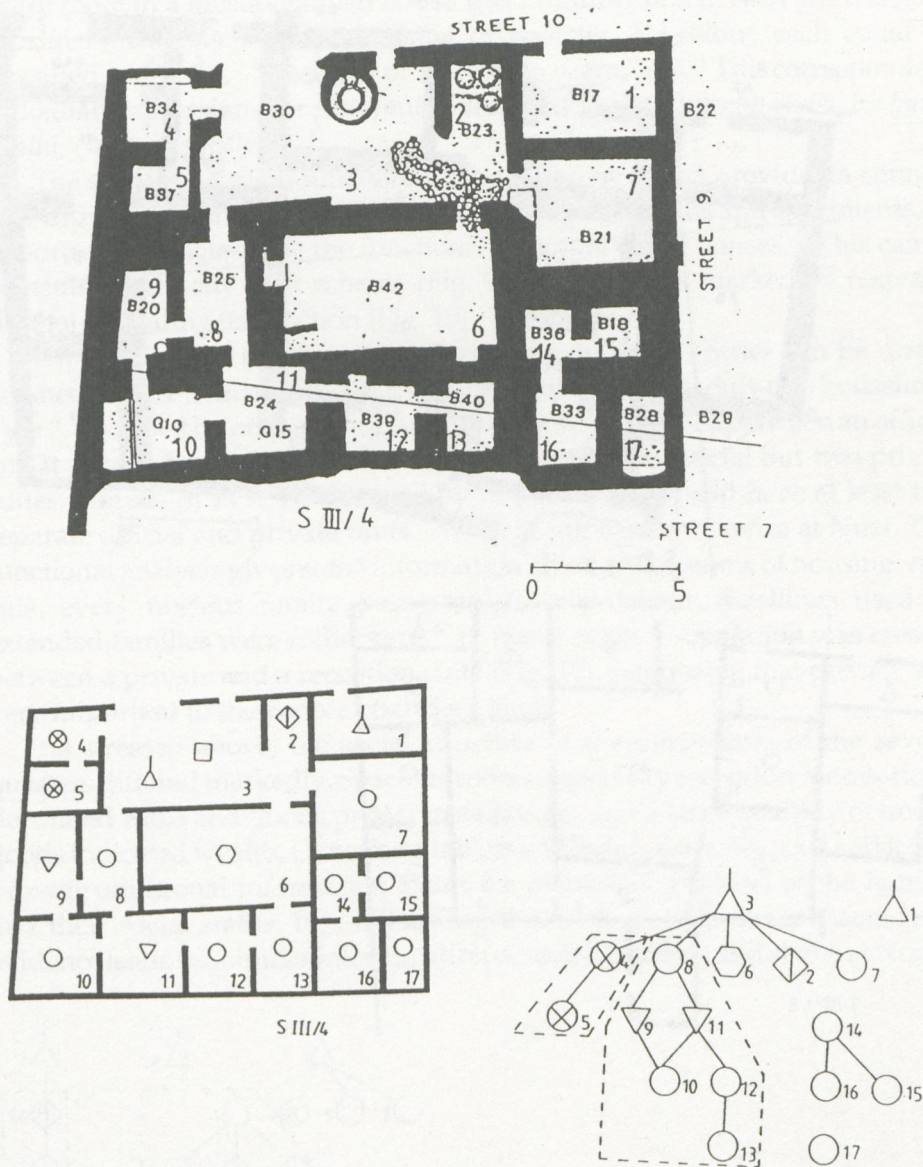 STREET 10
B34
4
B30
2
B23
B17
1
B22
B37
5
3
7
B21
STREET 9
B25
B42
9
B20
8
6
B36
14
B18
15
11
B24
B40
G10
10
G15
B39
12
13
B33
16
B28
17
B29
S III/4
STREET 7
0 5
4
2
1
5
3
7
9
8
6
14
15
10
11
12
13
16
17
S III/4
3
1
4
8
6
2
7
5
9
11
14
10
12
16
15
13
17